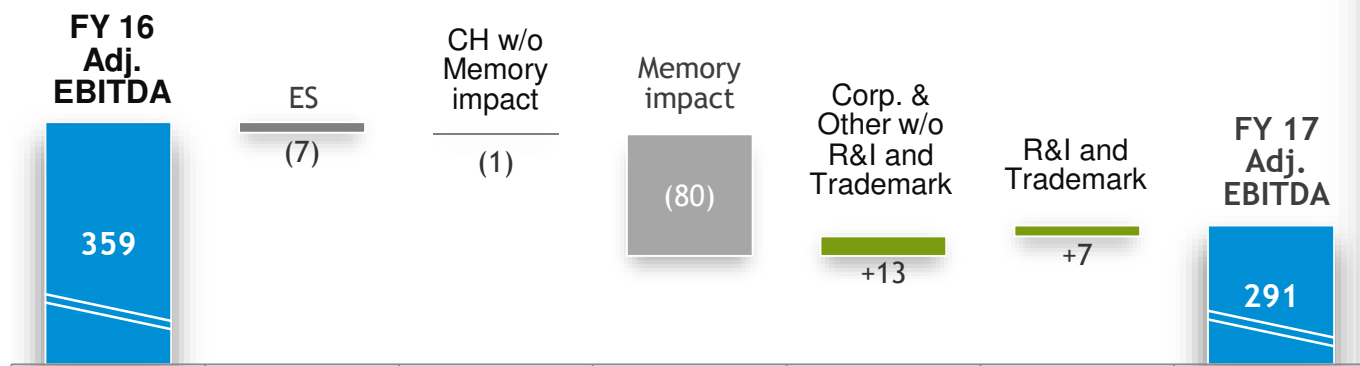 FY 16
Adj.
EBITDA
359
ES
(7)
CH w/o
Memory
impact
(1)
Memory
impact
(80)
Corp. &
Other w/o
R&I and
Trademark
+13
R&I and
Trademark
+7
FY 17
Adj.
EBITDA
291